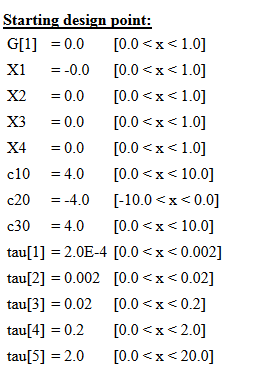 Starting design point:
G[1] = 0.0 [0.0 < x < 1.0]
X1 = -0.0 [0.0 < x < 1.0]
X2 = 0.0 [0.0 < x < 1.0]
X3 = 0.0 [0.0 < x < 1.0]
X4 = 0.0 [0.0 < x < 1.0]
c10 = 4.0 [0.0 < x < 10.0]
c20 = -4.0 [-10.0 < x < 0.0]
c30 = 4.0 [0.0 < x < 10.0]
tau[1] = 2.0E-4 [0.0 < x < 0.002]
tau[2] = 0.002 [0.0 < x < 0.02]
tau[3] = 0.02 [0.0 < x < 0.2]
tau[4] = 0.2 [0.0 < x < 2.0]
tau[5] = 2.0 [0.0 < x < 20.0]